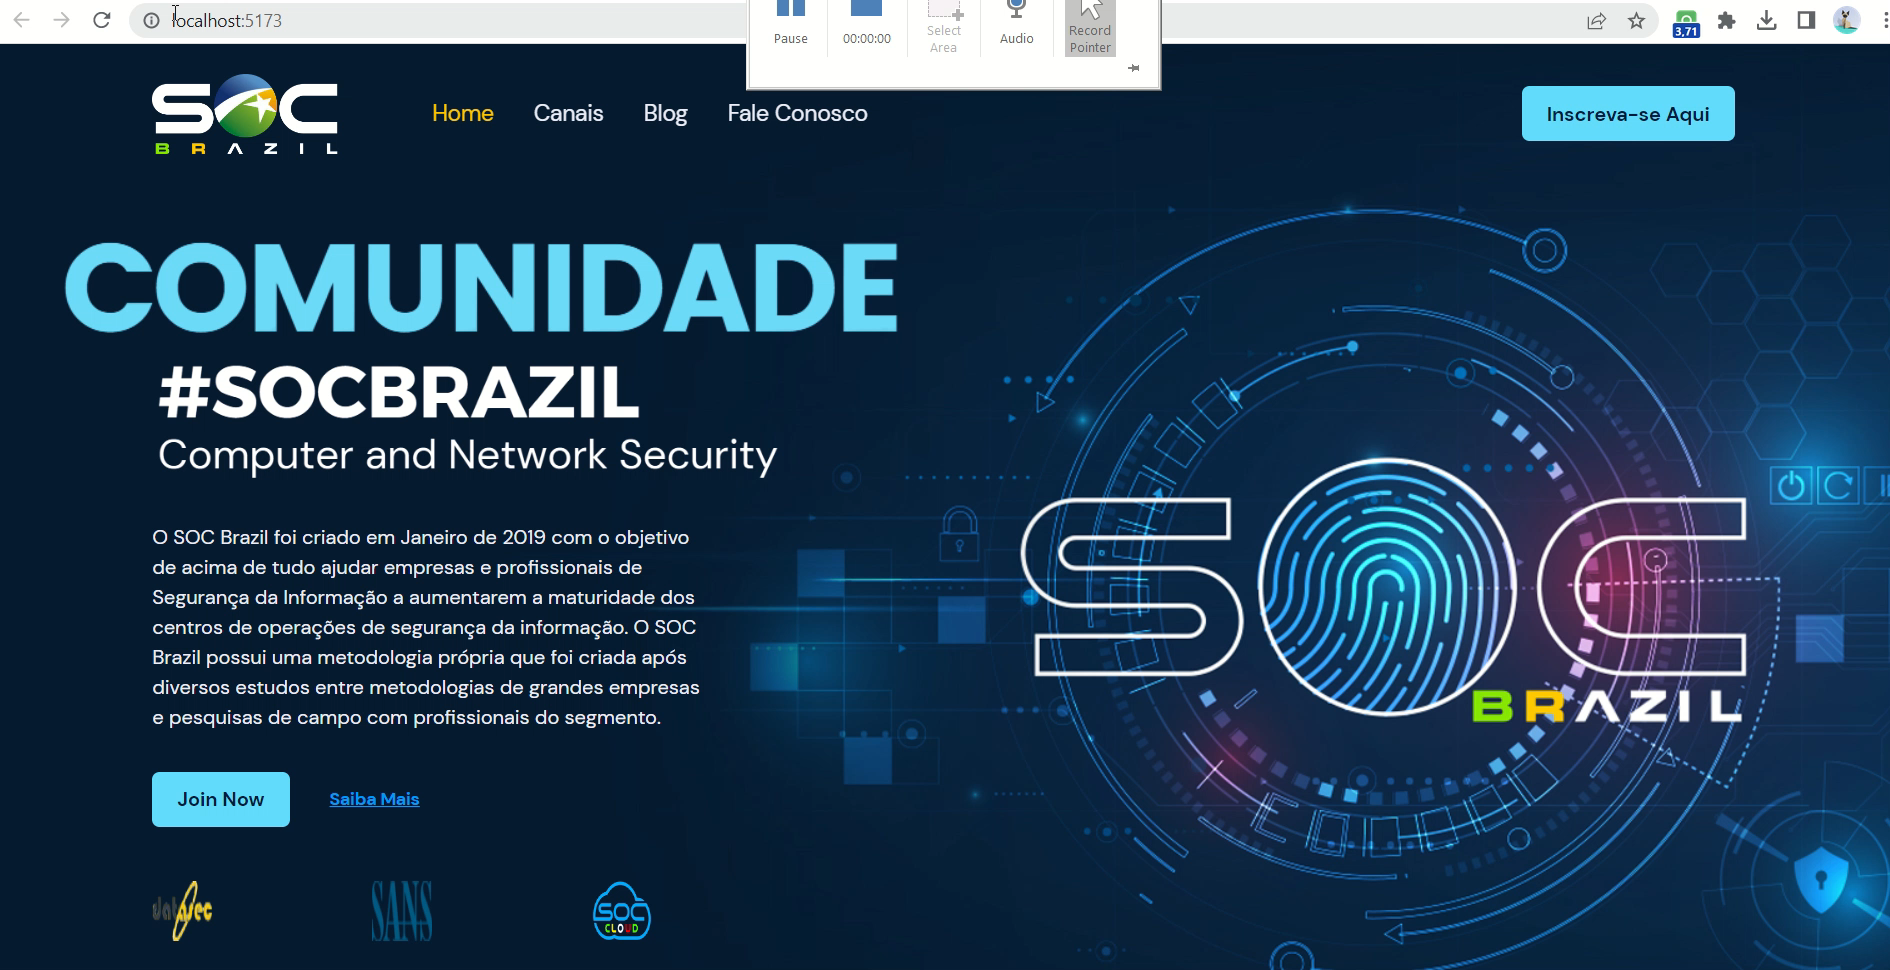 localhost:5173
Pause
00:00:00
Select
Area
Audio
Record
Pointer
3,71
SOC
BRAZIL
Home
Canais
Blog
Fale Conosco
Inscreva-se Aqui
COMUNIDADE
#SOCBRAZIL
Computer and Network Security
O SOC Brazil foi criado em Janeiro de 2019 com o objetivo
de acima de tudo ajudar empresas e profissionais de
Segurança da Informação a aumentarem a maturidade dos
centros de operações de segurança da informação. O SOC
Brazil possui uma metodologia própria que foi criada após
diversos estudos entre metodologias de grandes empresas
e pesquisas de campo com profissionais do segmento.
Join Now
Saiba Mais
SOC
BRAZIL
SANS
SOC
CLOUD